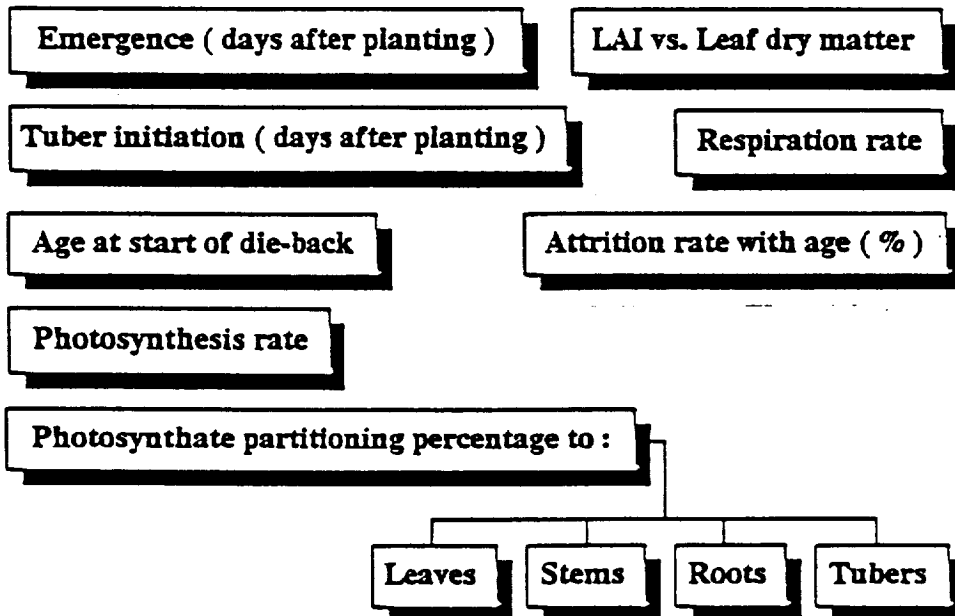 Emergence ( days after planting )
LAI vs. Leaf dry matter
Tuber initiation ( days after planting )
Respiration rate
Age at start of die-back
Attrition rate with age ( % )
Photosynthesis rate
Photosynthate partitioning percentage to :
Leaves
Stems
Roots
Tubers